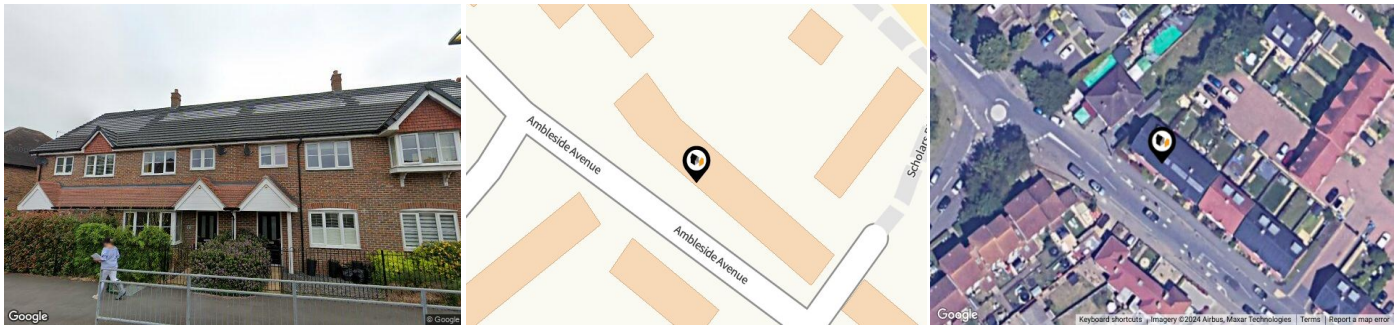 Google
© Google
Ambleside Avenue
Ambleside Avenue
Scholars
Google
Keyboard shortcuts
Imagery ©2024 Airbus, Maxar Technologies
Terms
Report a map error